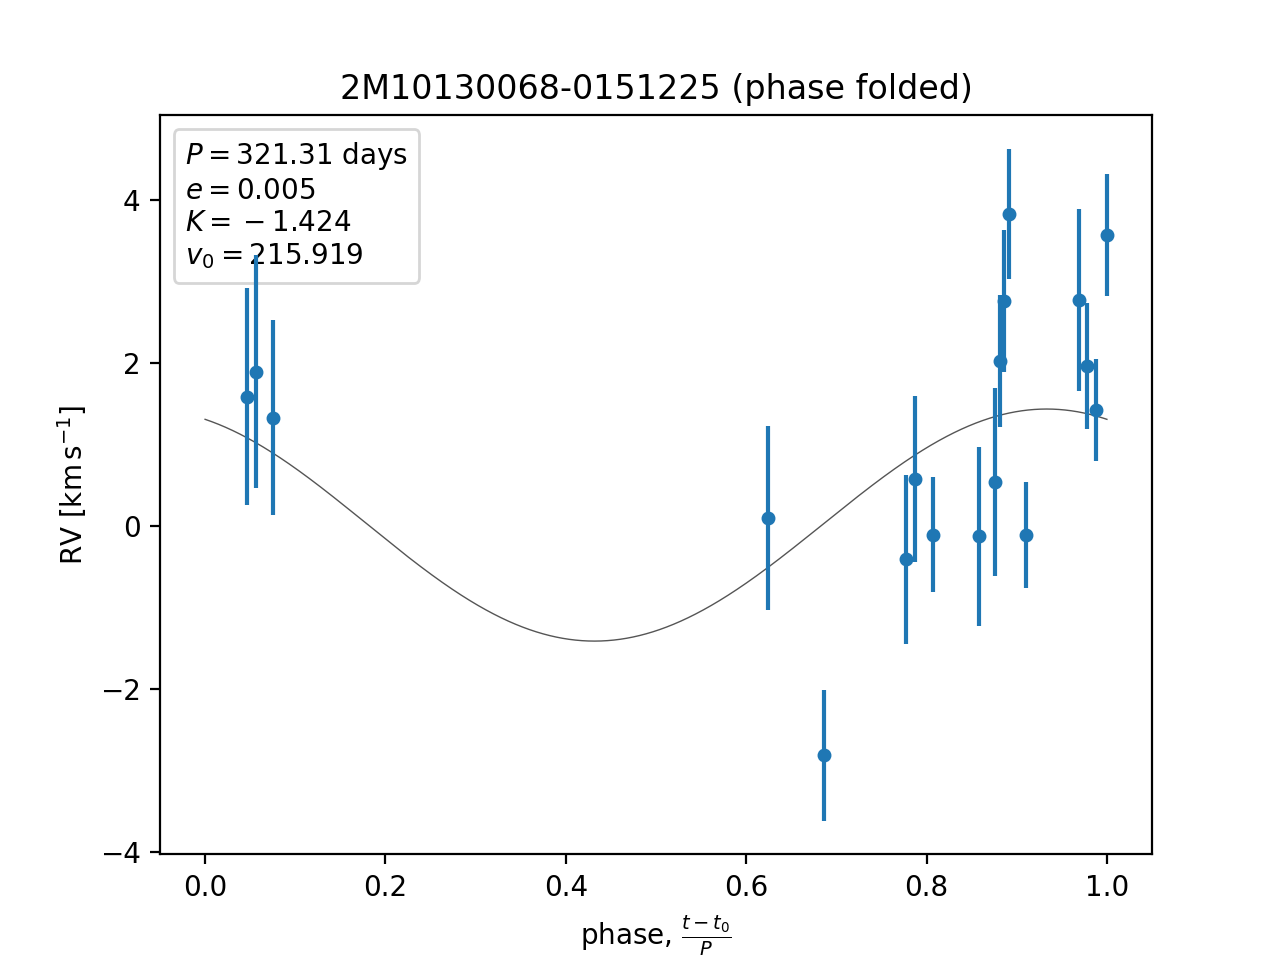 2M10130068-0151225 (phase folded)
P = 321.31 days
e = 0.005
K = −1.424
v₀ = 215.919
4
2
0
−2
−4
RV [km s⁻¹]
0.0 0.2 0.4 0.6 0.8 1.0
phase, (t − t₀)/P